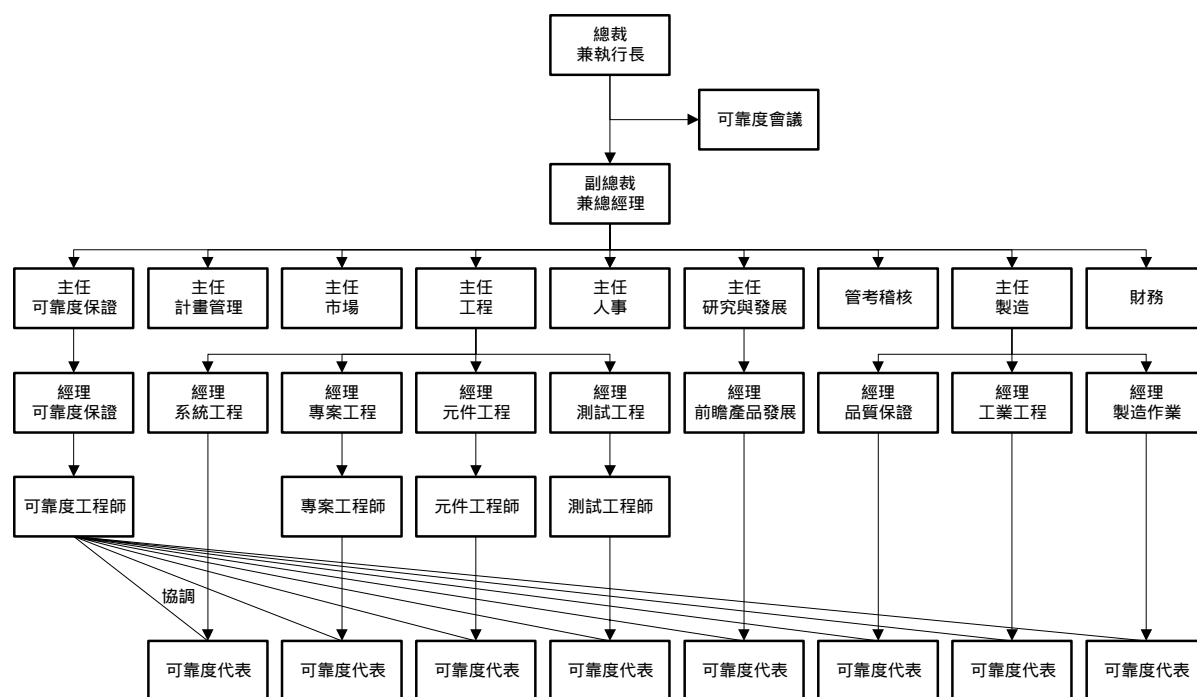 總裁
兼執行長
可靠度會議
副總裁
兼總經理
主任
可靠度保證
主任
計畫管理
主任
市場
主任
工程
主任
人事
主任
研究與發展
管考稽核
主任
製造
財務
經理
可靠度保證
經理
系統工程
經理
專案工程
經理
元件工程
經理
測試工程
經理
前瞻產品發展
經理
品質保證
經理
工業工程
經理
製造作業
可靠度工程師
專案工程師
元件工程師
測試工程師
協調
可靠度代表
可靠度代表
可靠度代表
可靠度代表
可靠度代表
可靠度代表
可靠度代表
可靠度代表